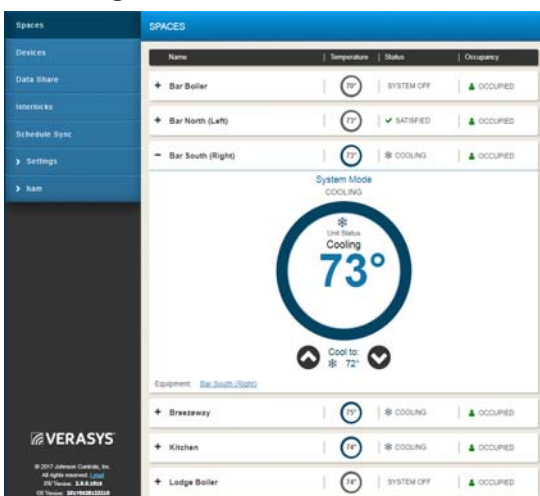 Spaces
Devices
Data Share
Interlocks
Schedule Sync
Settings
ham
VERASYS
© 2017 Johnson Controls, Inc.
All rights reserved. Legal
SPACES
Name Temperature Status Occupancy
Bar Boiler 70° SYSTEM OFF OCCUPIED
Bar North (Left) 73° SATISFIED OCCUPIED
Bar South (Right) 73° COOLING OCCUPIED
System Mode
COOLING
Unit Status
Cooling
73°
Cool to:
72°
Equipment: Bar South (Right)
Breezeway 75° COOLING OCCUPIED
Kitchen 74° COOLING OCCUPIED
Lodge Boiler 74° SYSTEM OFF OCCUPIED